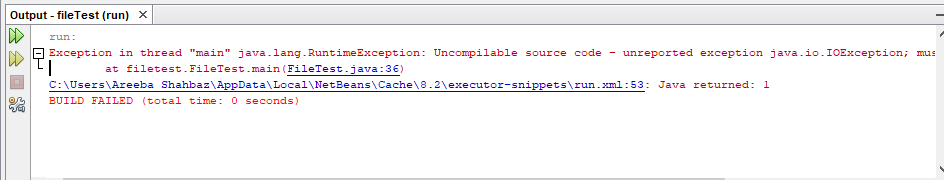 Output - fileTest (run)
run:
Exception in thread "main" java.lang.RuntimeException: Uncompilable source code - unreported exception java.io.IOException;
at filetest.FileTest.main(FileTest.java:36)
C:\Users\Areeba Shahbaz\AppData\Local\NetBeans\Cache\8.2\executor-snippets\run.xml:53: Java returned: 1
BUILD FAILED (total time: 0 seconds)